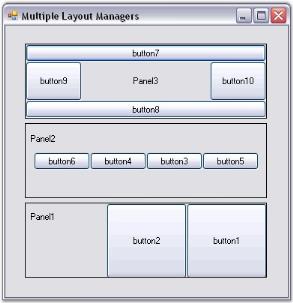 Multiple Layout Managers
button7
button9 Panel3 button10
button8
Panel2
button6 button4 button3 button5
Panel1
button2 button1